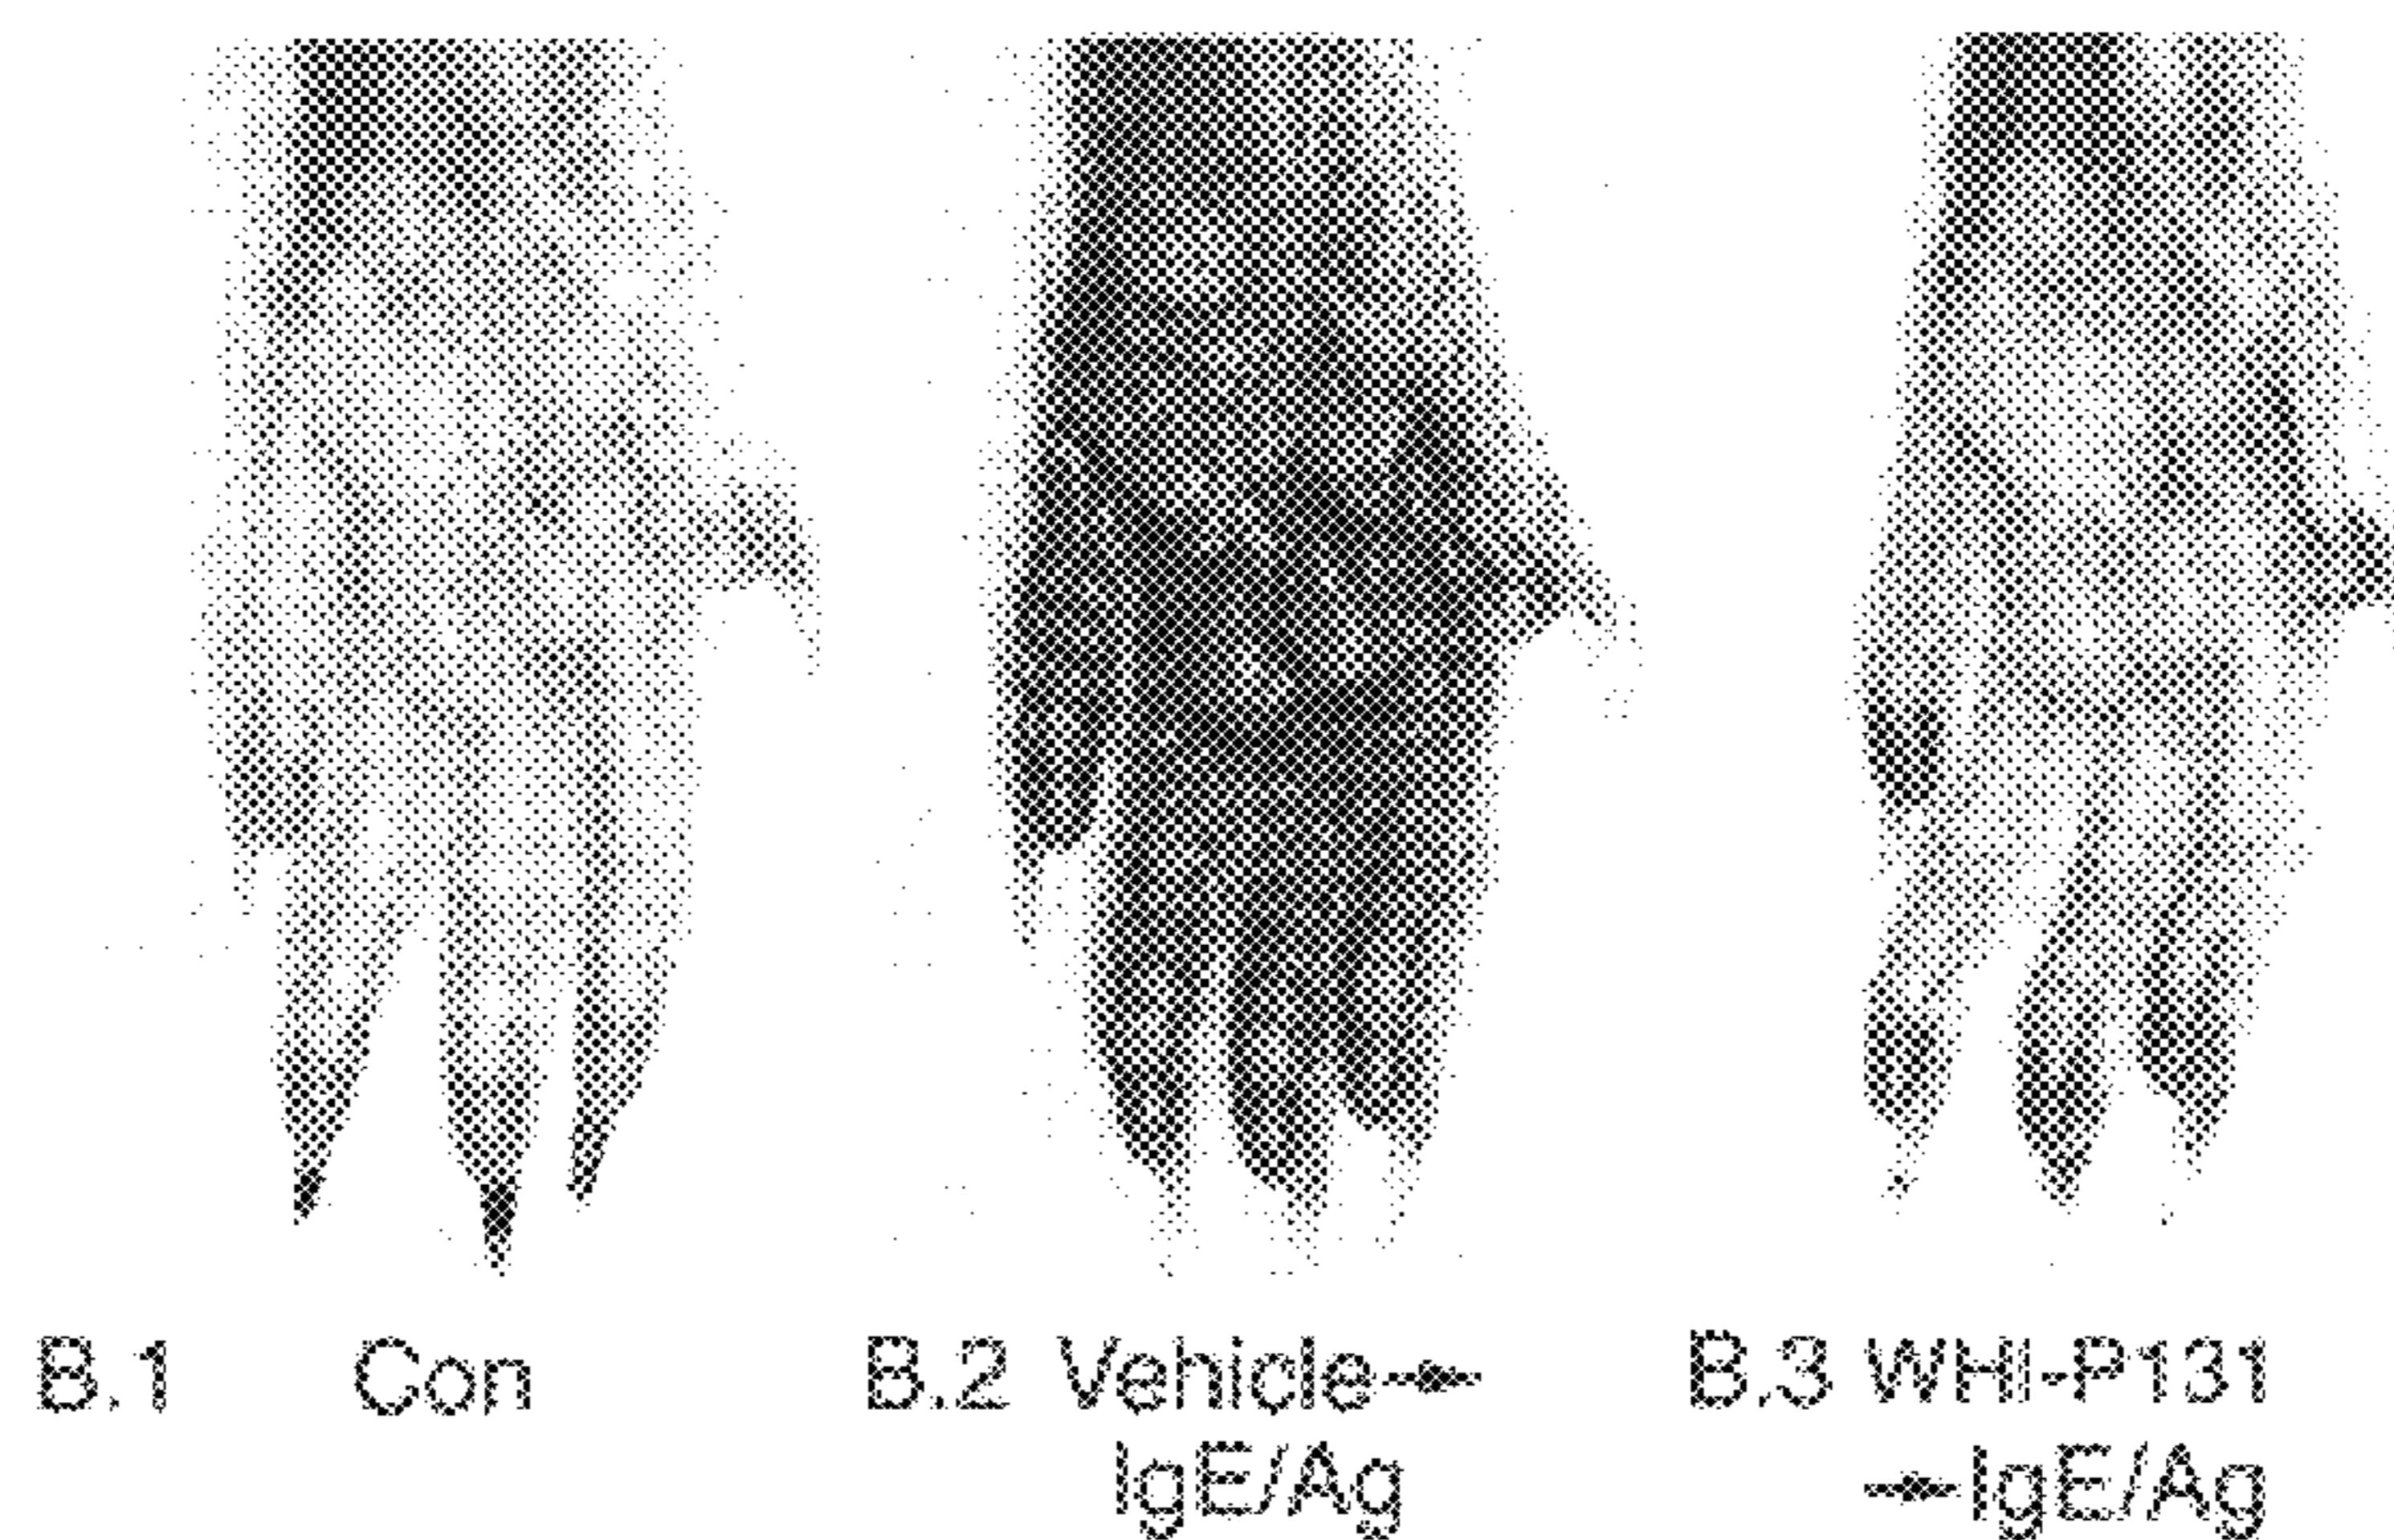 B.1 Con
B.2 Vehicle→
IgE/Ag
B.3 WHI-P131
→IgE/Ag